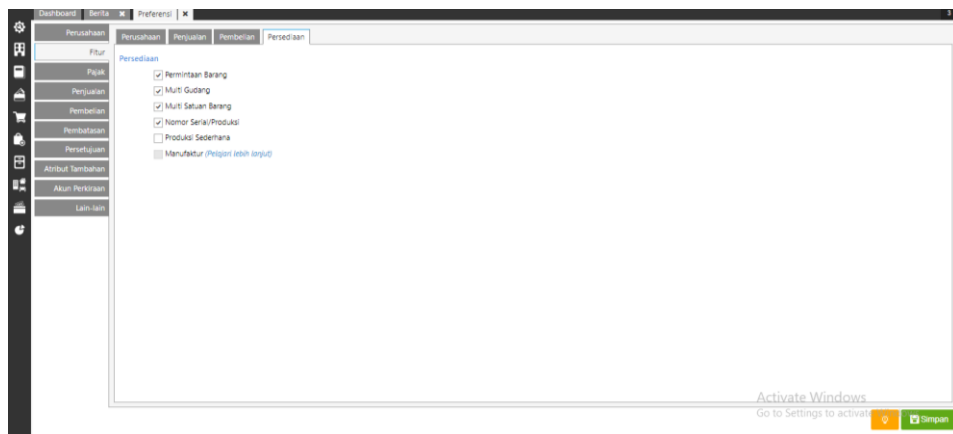 Dashboard Berita Preferensi 3
Perusahaan
Fitur
Pajak
Penjualan
Pembelian
Pembatasan
Persetujuan
Atribut Tambahan
Akun Perkiraan
Lain-lain
Perusahaan Penjualan Pembelian Persediaan
Persediaan
Permintaan Barang
Multi Gudang
Multi Satuan Barang
Nomor Serial/Produksi
Produksi Sederhana
Manufaktur (Pelajari lebih lanjut)
Activate Windows
Go to Settings to activate
Simpan